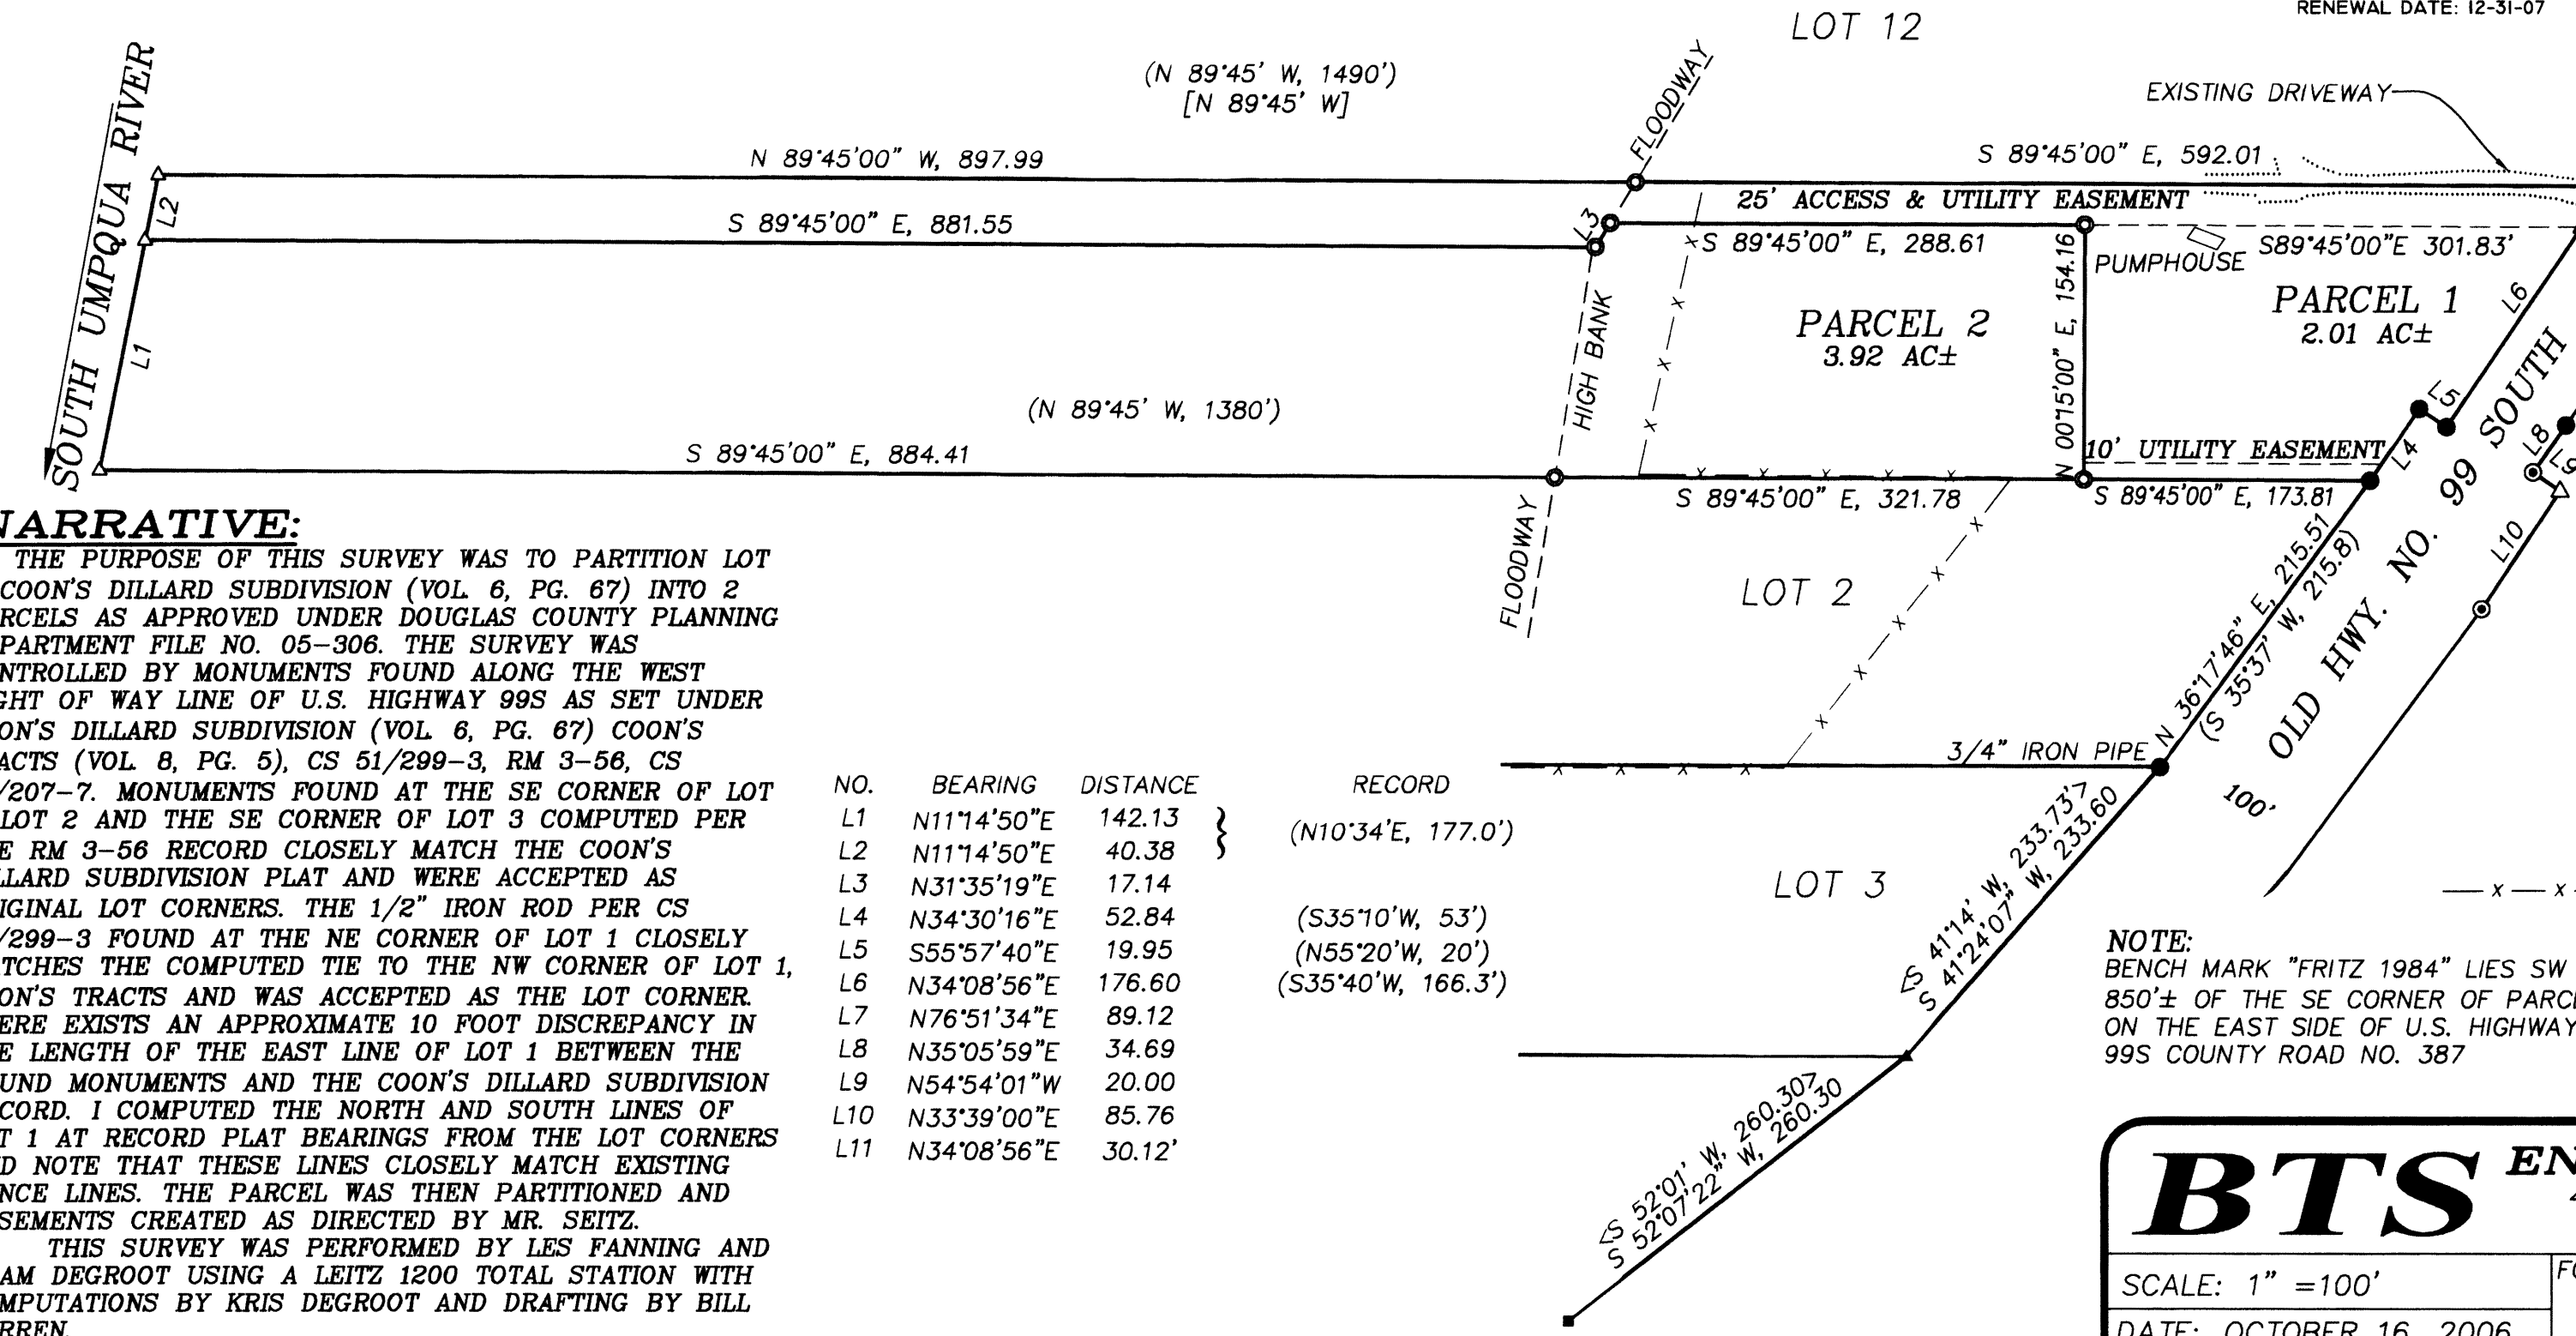 RENEWAL DATE: 12-31-07
LOT 12
(N 89°45' W, 1490')
[N 89°45' W]
FLOODWAY
EXISTING DRIVEWAY
SOUTH UMPQUA RIVER
N 89°45'00" W, 897.99
S 89°45'00" E, 592.01
25' ACCESS & UTILITY EASEMENT
L2
S 89°45'00" E, 881.55
L3
S 89°45'00" E, 288.61
PUMPHOUSE
S89°45'00"E 301.83'
N 00°15'00" E, 154.16
HIGH BANK
PARCEL 2
3.92 AC±
PARCEL 1
2.01 AC±
L6
L1
(N 89°45' W, 1380')
L5
L4
L8
L9
S 89°45'00" E, 884.41
10' UTILITY EASEMENT
S 89°45'00" E, 321.78
S 89°45'00" E, 173.81
L10
OLD HWY. NO. 99 SOUTH
FLOODWAY
LOT 2
N 36°17'46" E, 215.51
(S 35°37' W, 215.8)
3/4" IRON PIPE
100'
LOT 3
<S 41°14' W, 233.73'>
S 41°24'07" W, 233.60
<S 52°01' W, 260.30>
S 52°07'22" W, 260.30
NARRATIVE:
THE PURPOSE OF THIS SURVEY WAS TO PARTITION LOT
COON'S DILLARD SUBDIVISION (VOL. 6, PG. 67) INTO 2
RCELS AS APPROVED UNDER DOUGLAS COUNTY PLANNING
PARTMENT FILE NO. 05-306. THE SURVEY WAS
NTROLLED BY MONUMENTS FOUND ALONG THE WEST
GHT OF WAY LINE OF U.S. HIGHWAY 99S AS SET UNDER
ON'S DILLARD SUBDIVISION (VOL. 6, PG. 67) COON'S
ACTS (VOL. 8, PG. 5), CS 51/299-3, RM 3-56, CS
/207-7. MONUMENTS FOUND AT THE SE CORNER OF LOT
LOT 2 AND THE SE CORNER OF LOT 3 COMPUTED PER
E RM 3-56 RECORD CLOSELY MATCH THE COON'S
LLARD SUBDIVISION PLAT AND WERE ACCEPTED AS
IGINAL LOT CORNERS. THE 1/2" IRON ROD PER CS
/299-3 FOUND AT THE NE CORNER OF LOT 1 CLOSELY
TCHES THE COMPUTED TIE TO THE NW CORNER OF LOT 1,
ON'S TRACTS AND WAS ACCEPTED AS THE LOT CORNER.
ERE EXISTS AN APPROXIMATE 10 FOOT DISCREPANCY IN
E LENGTH OF THE EAST LINE OF LOT 1 BETWEEN THE
UND MONUMENTS AND THE COON'S DILLARD SUBDIVISION
CORD. I COMPUTED THE NORTH AND SOUTH LINES OF
T 1 AT RECORD PLAT BEARINGS FROM THE LOT CORNERS
D NOTE THAT THESE LINES CLOSELY MATCH EXISTING
NCE LINES. THE PARCEL WAS THEN PARTITIONED AND
SEMENTS CREATED AS DIRECTED BY MR. SEITZ.
THIS SURVEY WAS PERFORMED BY LES FANNING AND
AM DEGROOT USING A LEITZ 1200 TOTAL STATION WITH
MPUTATIONS BY KRIS DEGROOT AND DRAFTING BY BILL
RREN.
NO. BEARING DISTANCE RECORD
L1 N11°14'50"E 142.13
(N10°34'E, 177.0')
L2 N11°14'50"E 40.38
L3 N31°35'19"E 17.14
L4 N34°30'16"E 52.84 (S35°10'W, 53')
L5 S55°57'40"E 19.95 (N55°20'W, 20')
L6 N34°08'56"E 176.60 (S35°40'W, 166.3')
L7 N76°51'34"E 89.12
L8 N35°05'59"E 34.69
L9 N54°54'01"W 20.00
L10 N33°39'00"E 85.76
L11 N34°08'56"E 30.12'
NOTE:
BENCH MARK "FRITZ 1984" LIES SW
850'± OF THE SE CORNER OF PARCE
ON THE EAST SIDE OF U.S. HIGHWAY
99S COUNTY ROAD NO. 387
BTS EN
SCALE: 1" =100'
DATE: OCTOBER 16, 2006